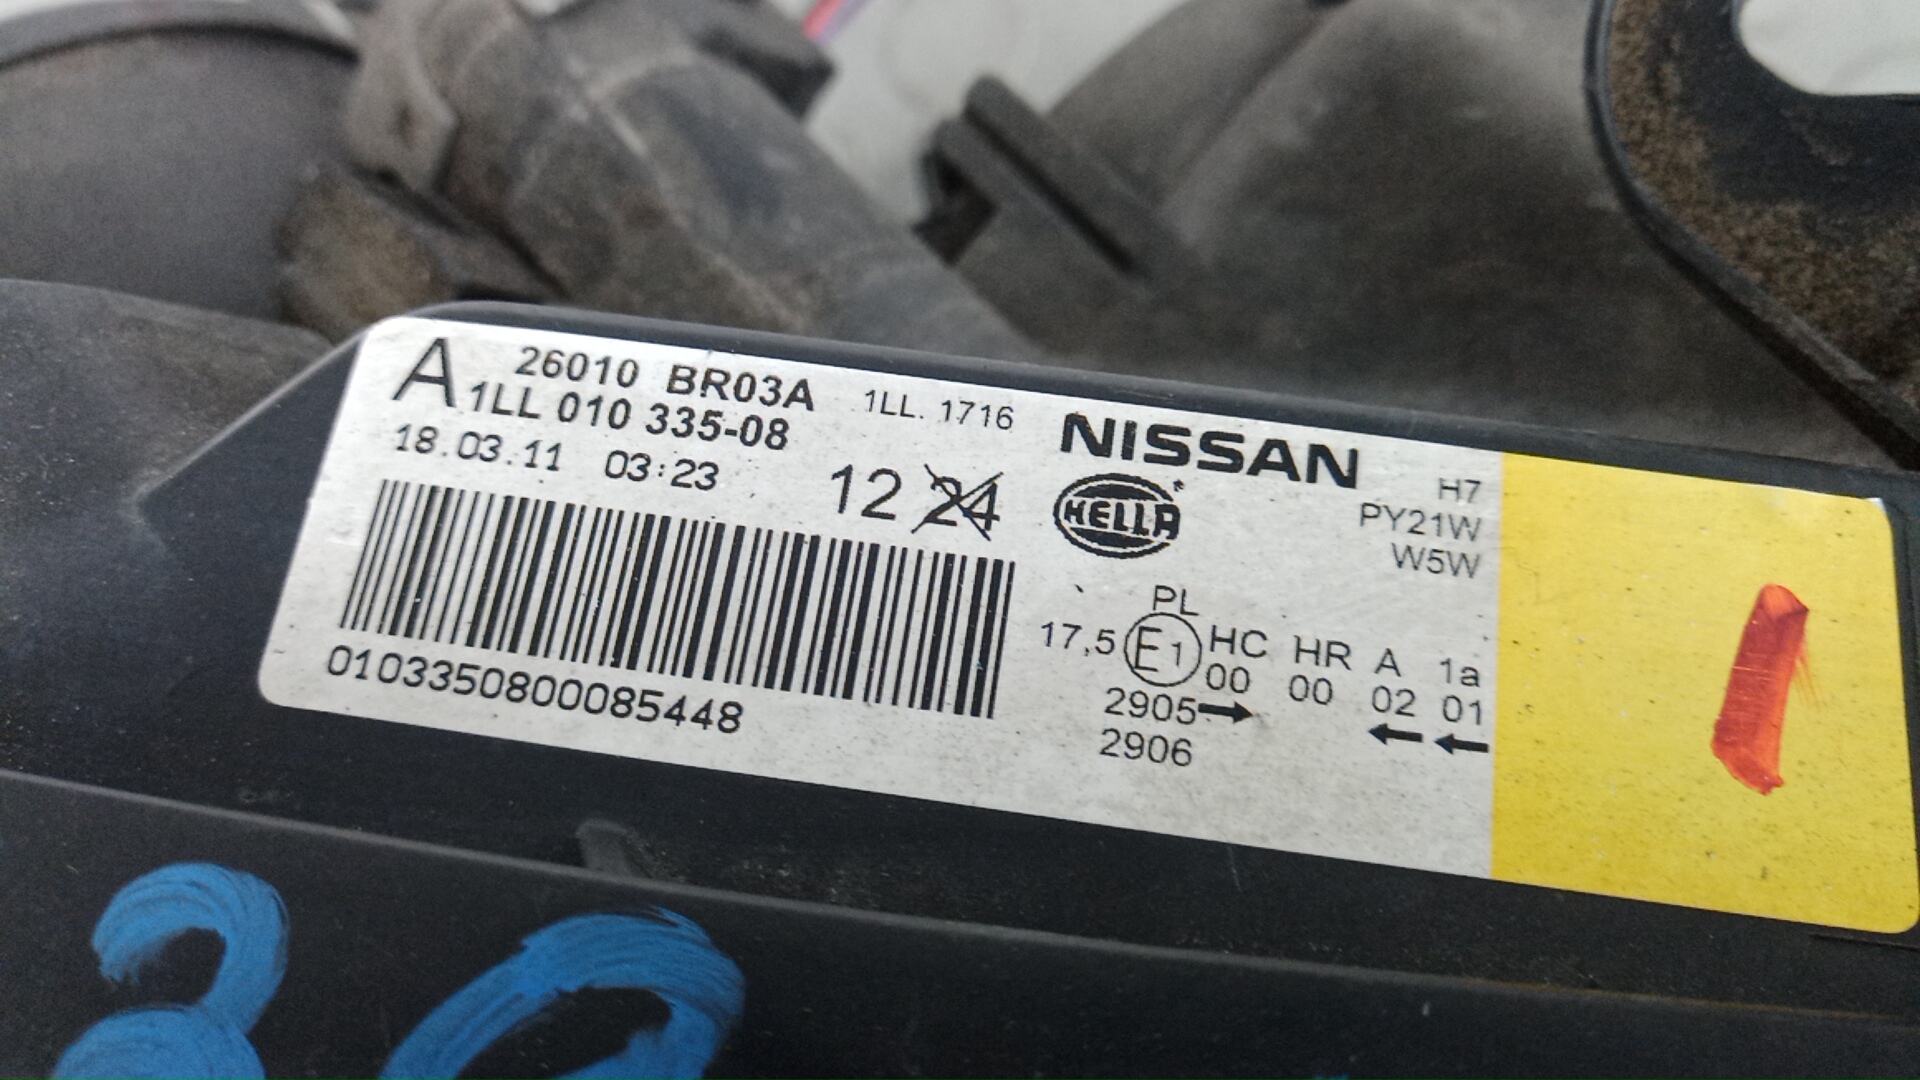 A 26010 BR03A
1LL 010 335-08
1LL. 1716
18.03.11 03:23
12 24
0103350800085448
NISSAN
HELLA
H7
PY21W
W5W
PL
17,5 E1 HC HR A 1a
00 00 02 01
2905→ ← ←
2906